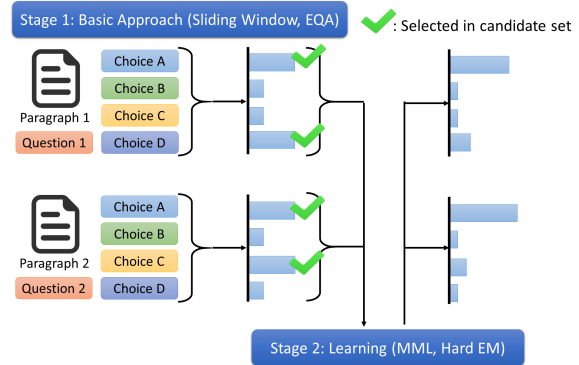 Stage 1: Basic Approach (Sliding Window, EQA)
: Selected in candidate set
Choice A
Choice B
Choice C
Choice D
Paragraph 1
Question 1
Choice A
Choice B
Choice C
Choice D
Paragraph 2
Question 2
Stage 2: Learning (MML, Hard EM)